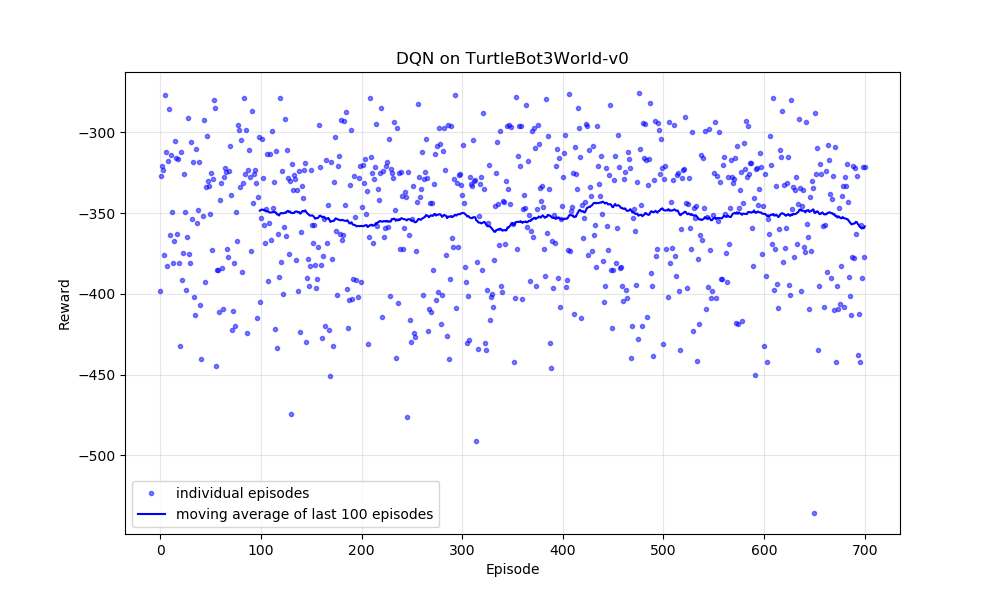 DQN on TurtleBot3World-v0
Reward
−300
−350
−400
−450
−500
individual episodes
moving average of last 100 episodes
0 100 200 300 400 500 600 700
Episode